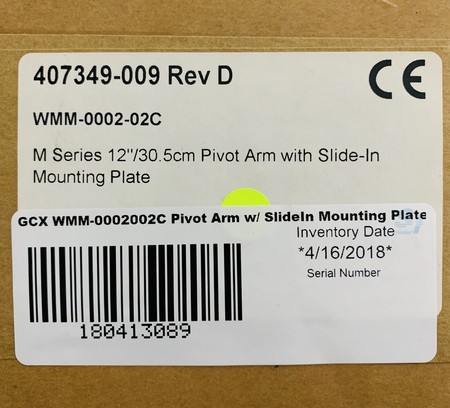 407349-009 Rev D
CE
WMM-0002-02C
M Series 12"/30.5cm Pivot Arm with Slide-In
Mounting Plate
GCX WMM-0002002C Pivot Arm w/ SlideIn Mounting Plate
Inventory Date
*4/16/2018*
Serial Number
180413089